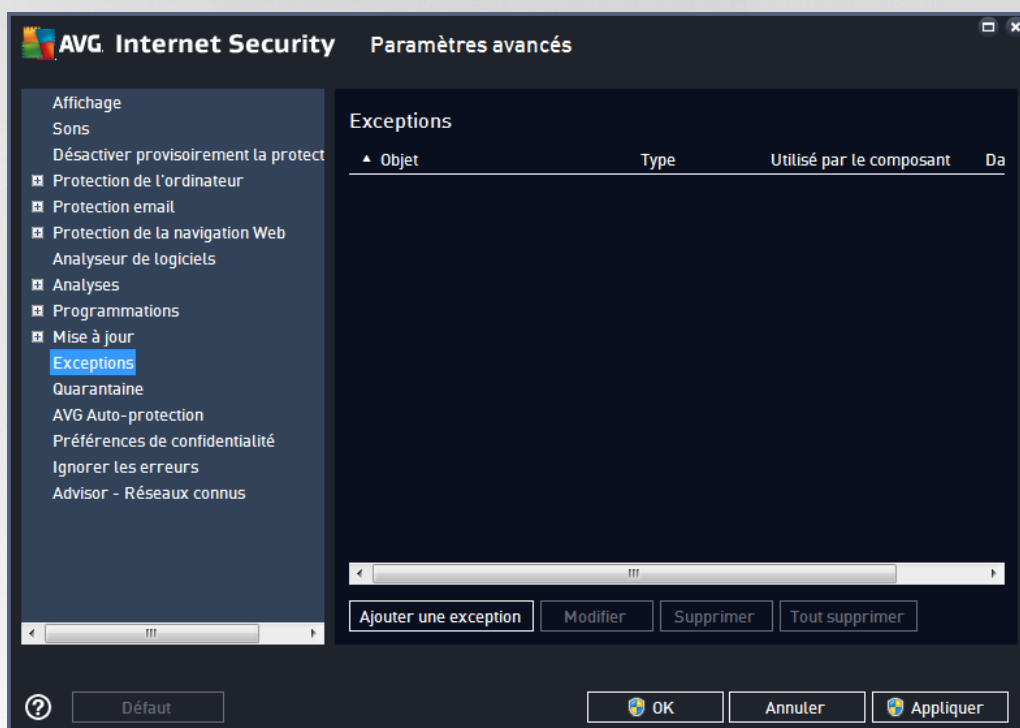 AVG. Internet Security Paramètres avancés
Affichage
Sons
Désactiver provisoirement la protect
Protection de l'ordinateur
Protection email
Protection de la navigation Web
Analyseur de logiciels
Analyses
Programmations
Mise à jour
Exceptions
Quarantaine
AVG Auto-protection
Préférences de confidentialité
Ignorer les erreurs
Advisor - Réseaux connus
Exceptions
Objet Type Utilisé par le composant Da
Ajouter une exception Modifier Supprimer Tout supprimer
? Défaut OK Annuler Appliquer